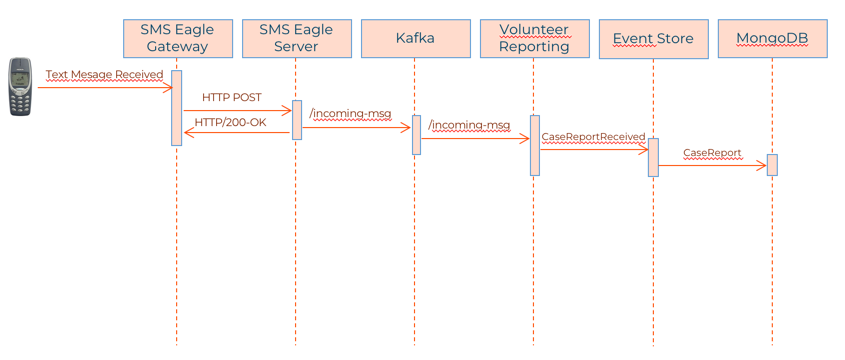 SMS Eagle
Gateway
SMS Eagle
Server
Kafka
Volunteer
Reporting
Event Store
MongoDB
Text Mesage Received
HTTP POST
HTTP/200-OK
/incoming-msg
/incoming-msg
CaseReportReceived
CaseReport